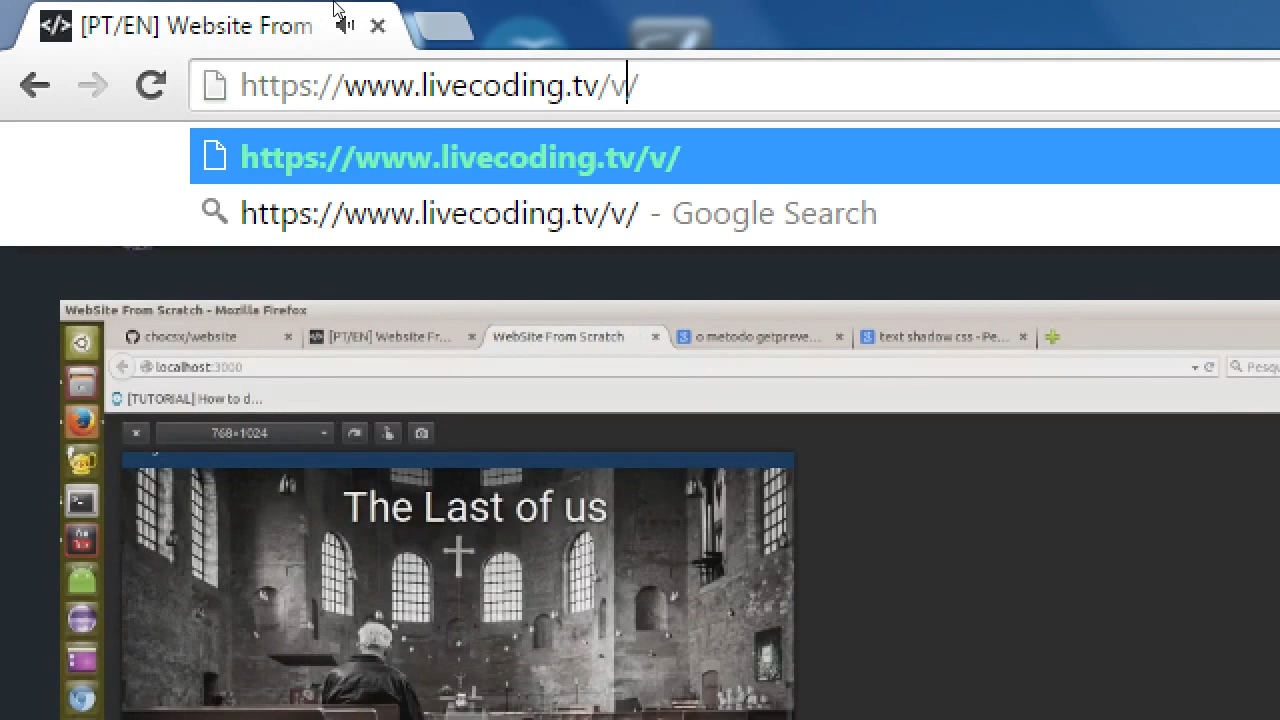 </> [PT/EN] Website From
https://www.livecoding.tv/v/
https://www.livecoding.tv/v/
https://www.livecoding.tv/v/ - Google Search
WebSite From Scratch - Mozilla Firefox
chocsx/website
[PT/EN] Website Fr...
WebSite From Scratch
o metodo getpreve...
text shadow css - Pe...
localhost:3000
Pesqu
[TUTORIAL] How to d...
768×1024
The Last of us